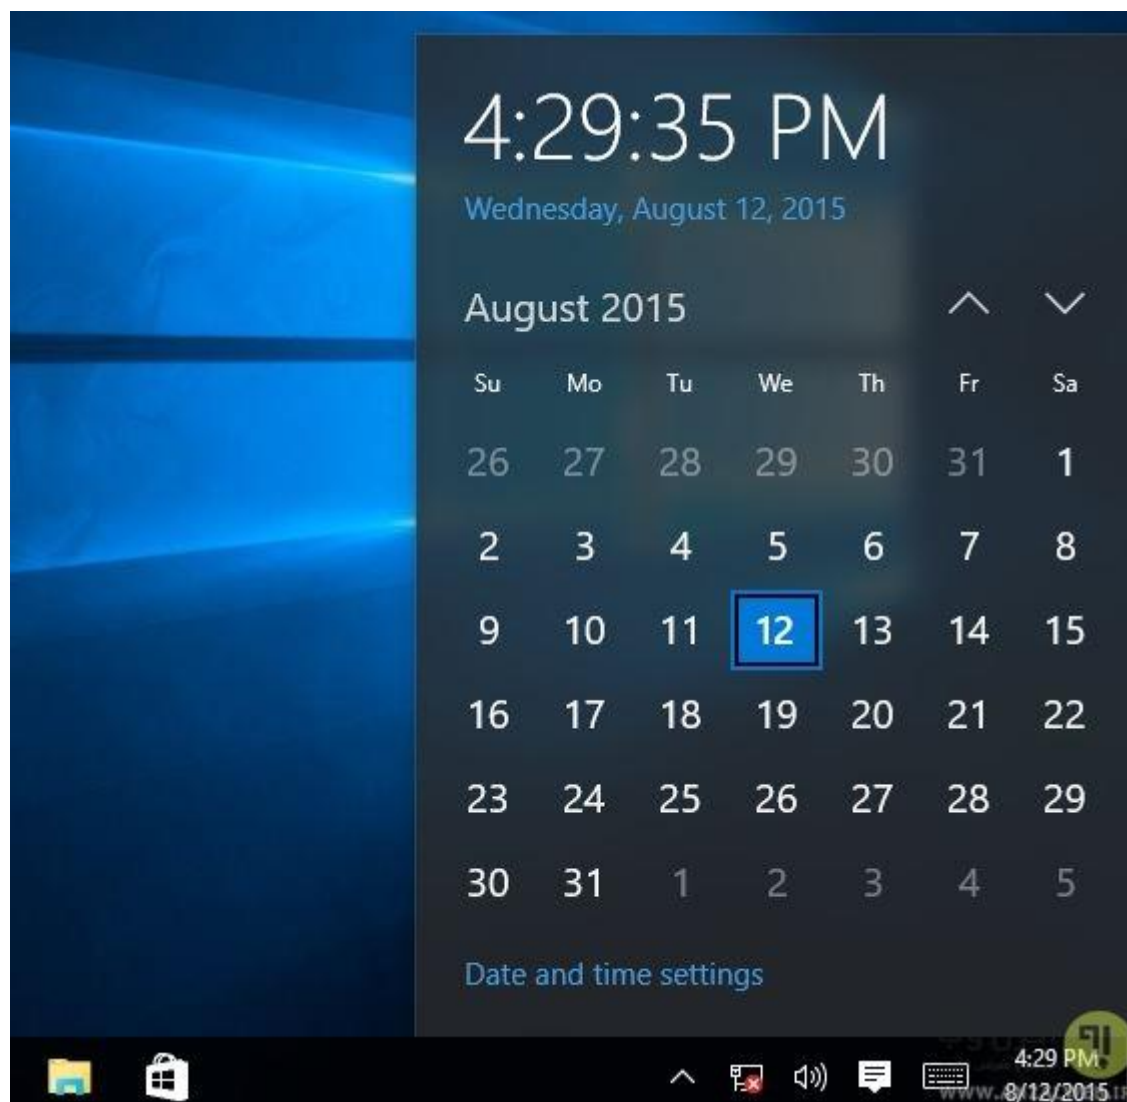 4:29:35 PM
Wednesday, August 12, 2015
August 2015
Su Mo Tu We Th Fr Sa
26 27 28 29 30 31 1
2 3 4 5 6 7 8
9 10 11 12 13 14 15
16 17 18 19 20 21 22
23 24 25 26 27 28 29
30 31 1 2 3 4 5
Date and time settings
4:29 PM
8/12/2015